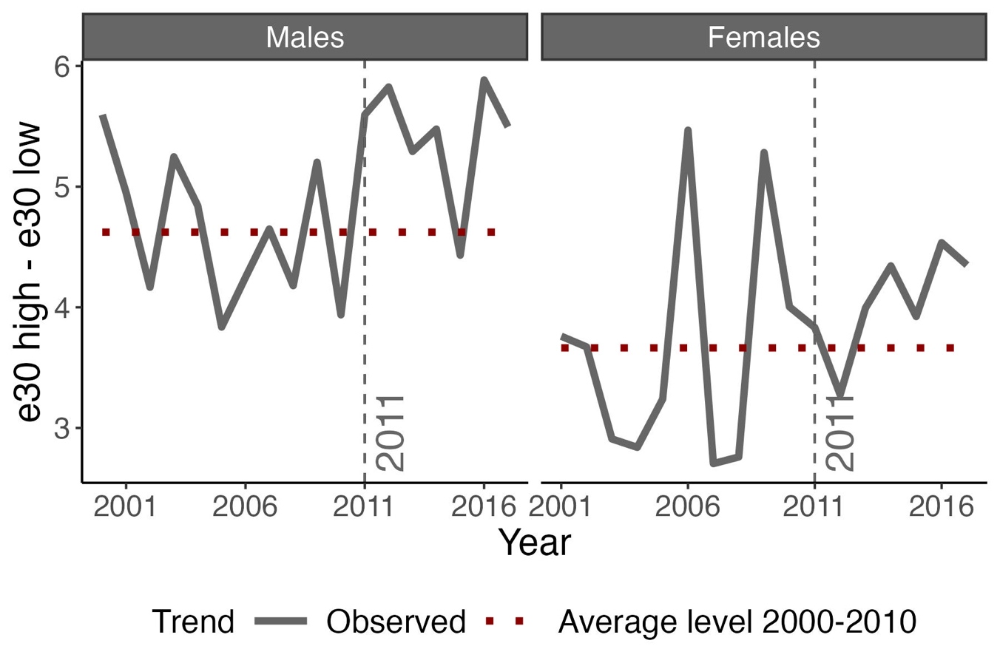 Males
Females
e30 high - e30 low
6
5
4
3
2011
2011
2001 2006 2011 2016
2001 2006 2011 2016
Year
Trend Observed Average level 2000-2010